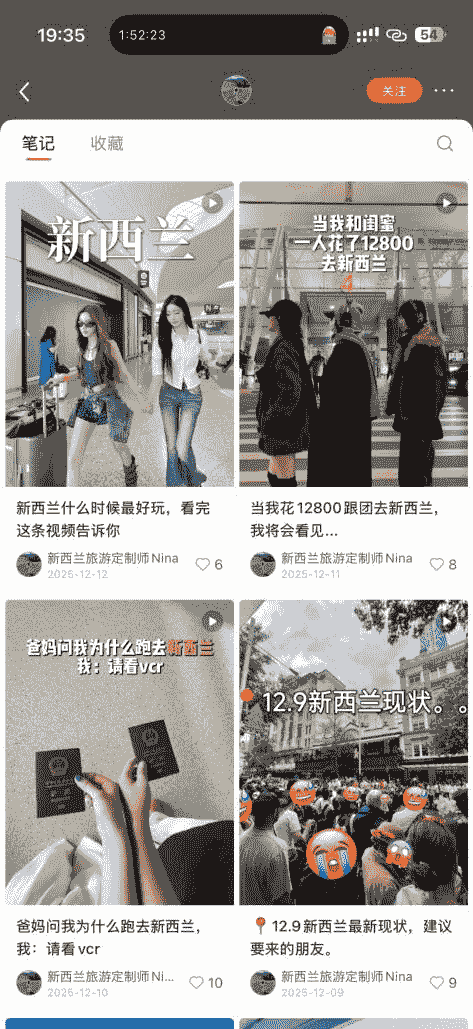 19:35
1:52:23
54
关注
笔记
收藏
新西兰
当我和闺蜜
一人花了12800
去新西兰
新西兰什么时候最好玩，看完
这条视频告诉你
新西兰旅游定制师Nina
2025-12-12
6
当我花12800跟团去新西兰，
我将会看见...
新西兰旅游定制师Nina
2025-12-11
8
爸妈问我为什么跑去新西兰
我：请看vcr
12.9新西兰现状。。
爸妈问我为什么跑去新西兰，
我：请看vcr
新西兰旅游定制师Ni...
2025-12-10
10
📍12.9新西兰最新现状，建议
要来的朋友。
新西兰旅游定制师Nina
2025-12-09
9